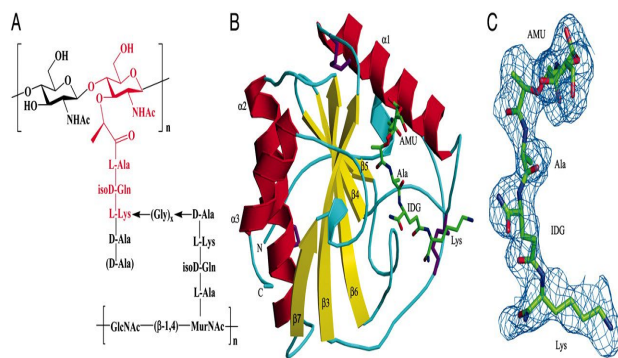 A
OH
OH
O
O
O
O
O
HO
NHAc
NHAc
n
O
O
L-Ala
isoD-Gln
L-Lys
(Gly)x
D-Ala
D-Ala
L-Lys
(D-Ala)
isoD-Gln
L-Ala
GlcNAc
(β-1,4)
MurNAc
n
B
α1
α2
AMU
β5
Ala
β4
IDG
α3
Lys
N
C
β6
β7
β3
C
AMU
Ala
IDG
Lys